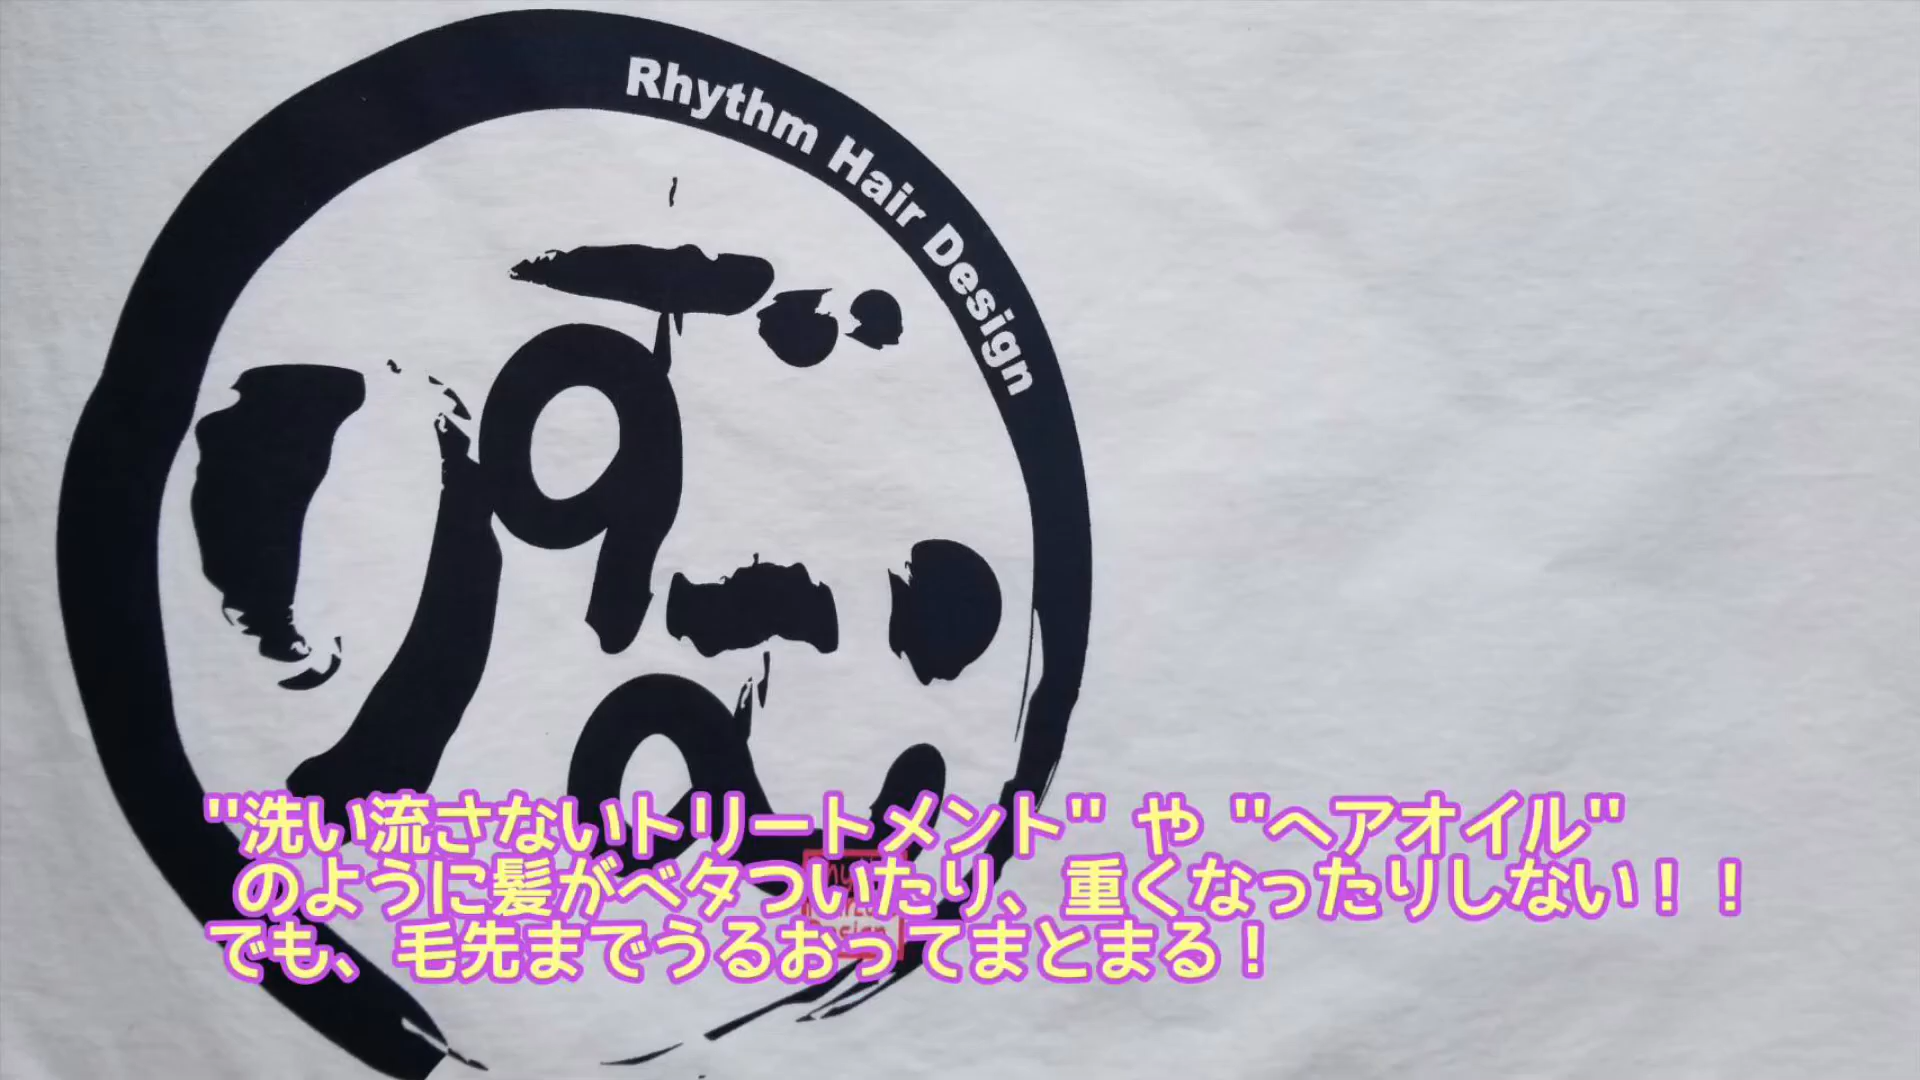 Rhythm Hair Design
リズム
"洗い流さないトリートメント" や "ヘアオイル"
のように髪がベタついたり、重くなったりしない！！
でも、毛先までうるおってまとまる！